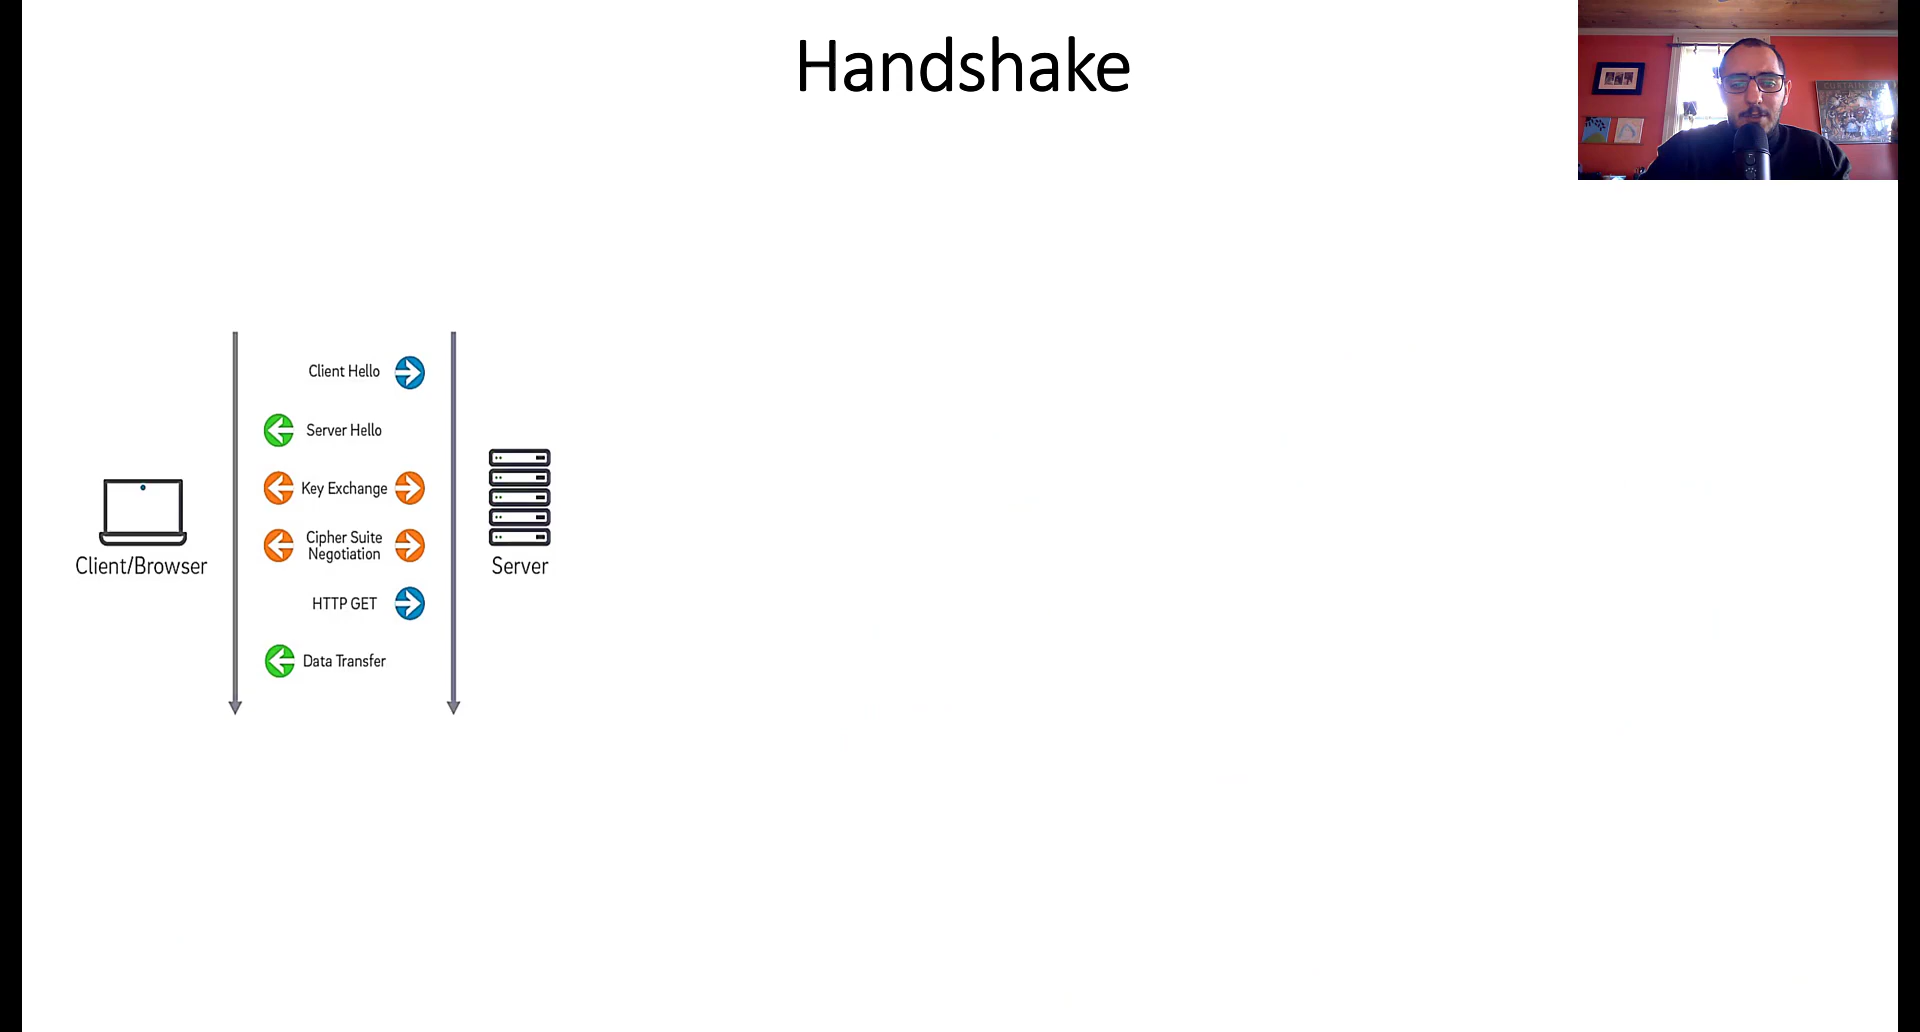 Handshake
Client Hello
Server Hello
Key Exchange
Cipher Suite
Negotiation
HTTP GET
Data Transfer
Client/Browser
Server